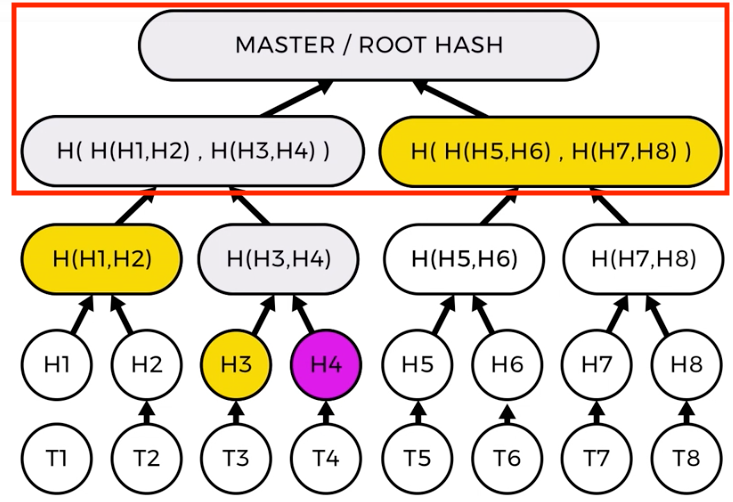 MASTER / ROOT HASH
H( H(H1,H2) , H(H3,H4) )
H( H(H5,H6) , H(H7,H8) )
H(H1,H2)
H(H3,H4)
H(H5,H6)
H(H7,H8)
H1
H2
H3
H4
H5
H6
H7
H8
T1
T2
T3
T4
T5
T6
T7
T8